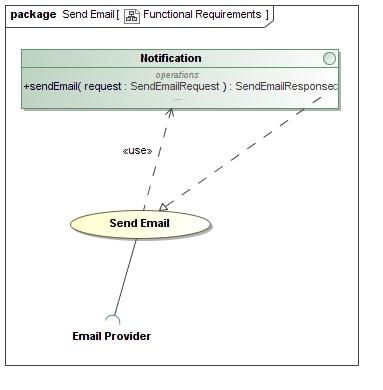 package Send Email [ Functional Requirements ]
Notification
operations
+sendEmail( request : SendEmailRequest ) : SendEmailResponse
...
«use»
Send Email
Email Provider